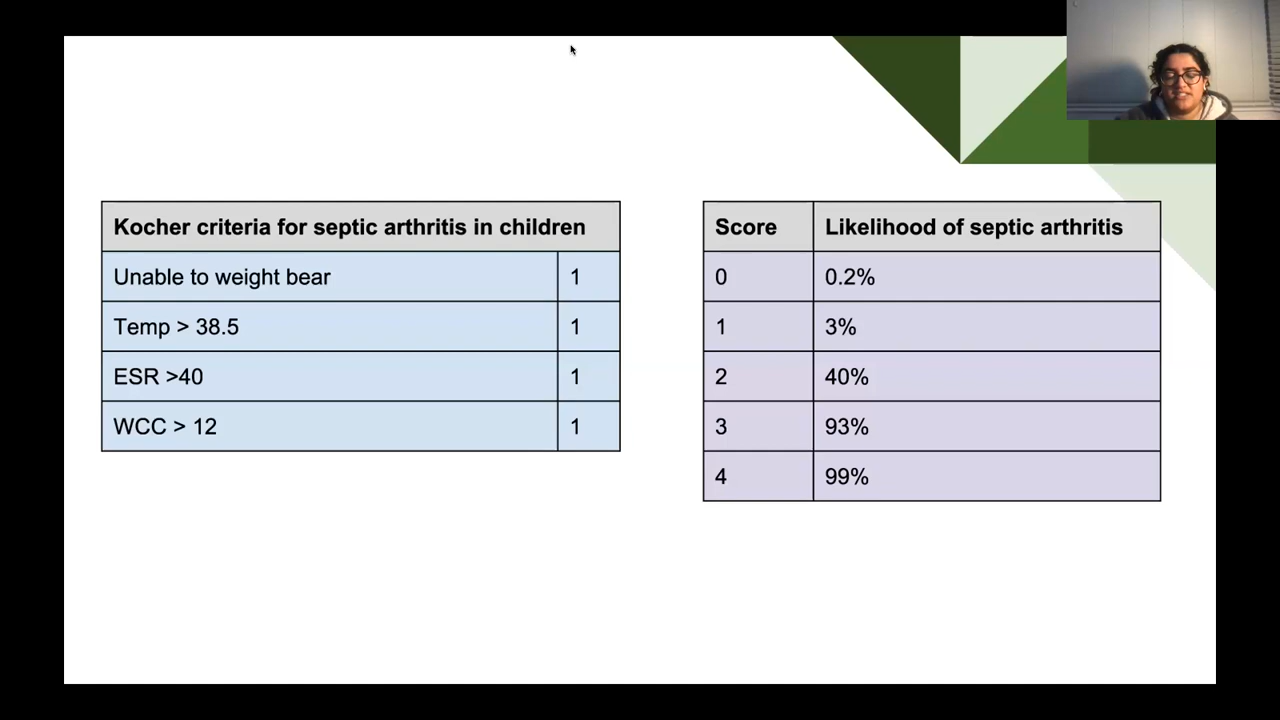 Kocher criteria for septic arthritis in children
Unable to weight bear 1
Temp > 38.5 1
ESR >40 1
WCC > 12 1
Score Likelihood of septic arthritis
0 0.2%
1 3%
2 40%
3 93%
4 99%